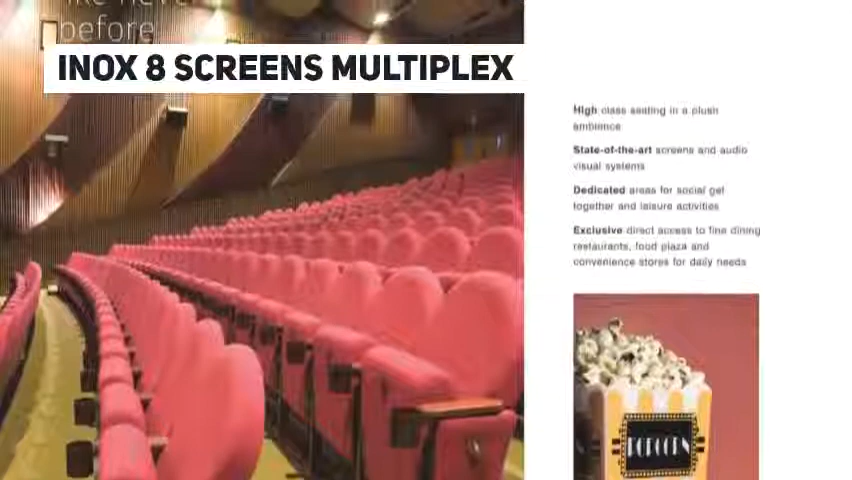 like never
before
INOX 8 SCREENS MULTIPLEX
High class seating in a plush
ambience
State-of-the-art screens and audio
visual systems
Dedicated areas for social get
together and leisure activities
Exclusive direct access to fine dining
restaurants, food plaza and
convenience stores for daily needs
POPCORN